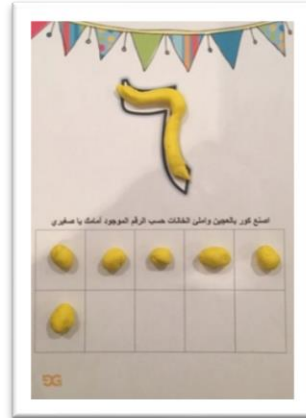 ٦
اصنع كور بالعجين واملئ الخانات حسب الرقم الموجود أمامك يا صغيري